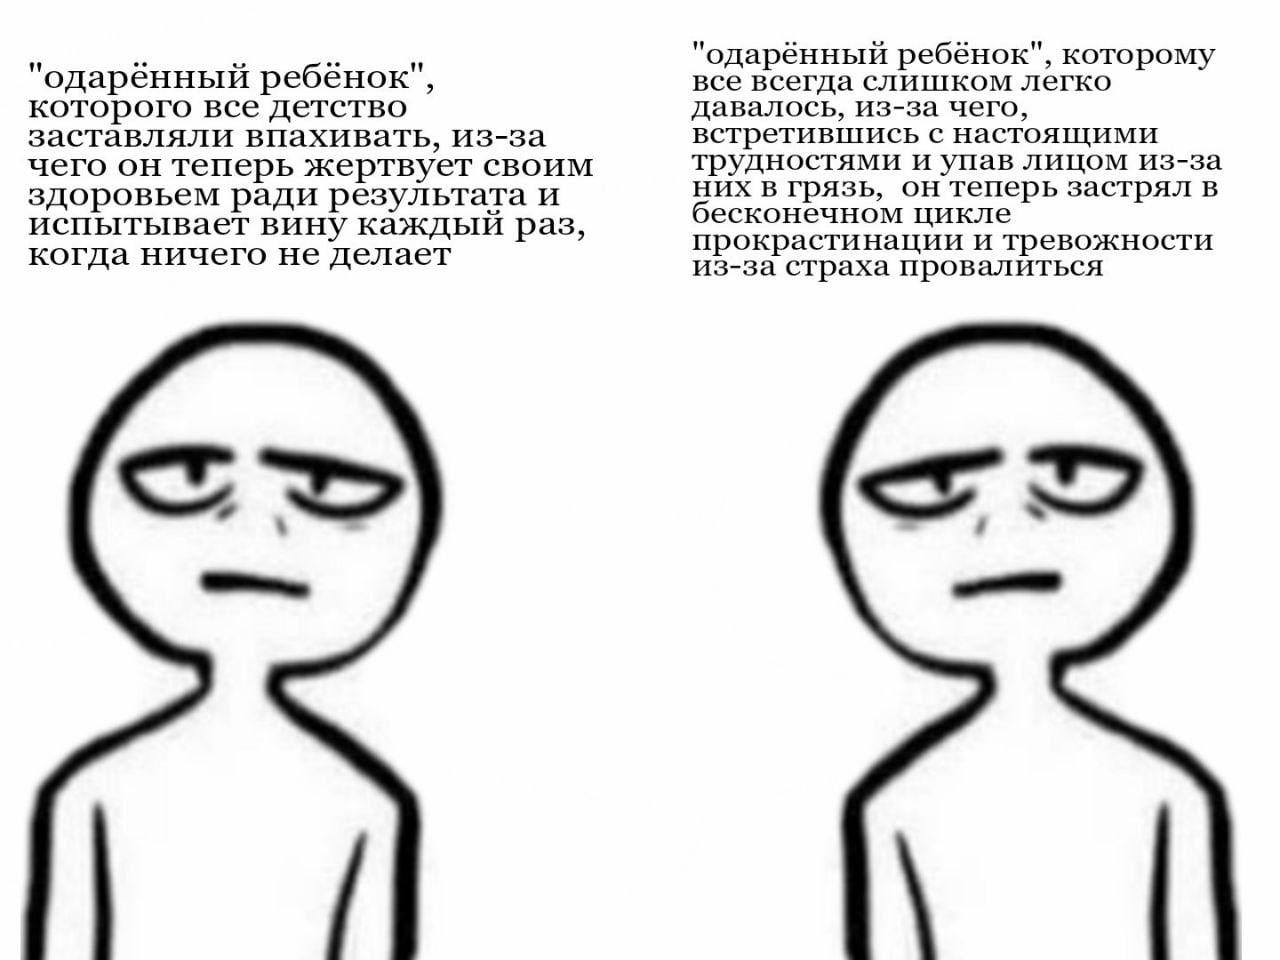 "одарённый ребёнок",
которого все детство
заставляли впахивать, из-за
чего он теперь жертвует своим
здоровьем ради результата и
испытывает вину каждый раз,
когда ничего не делает
"одарённый ребёнок", которому
все всегда слишком легко
давалось, из-за чего,
встретившись с настоящими
трудностями и упав лицом из-за
них в грязь, он теперь застрял в
бесконечном цикле
прокрастинации и тревожности
из-за страха провалиться